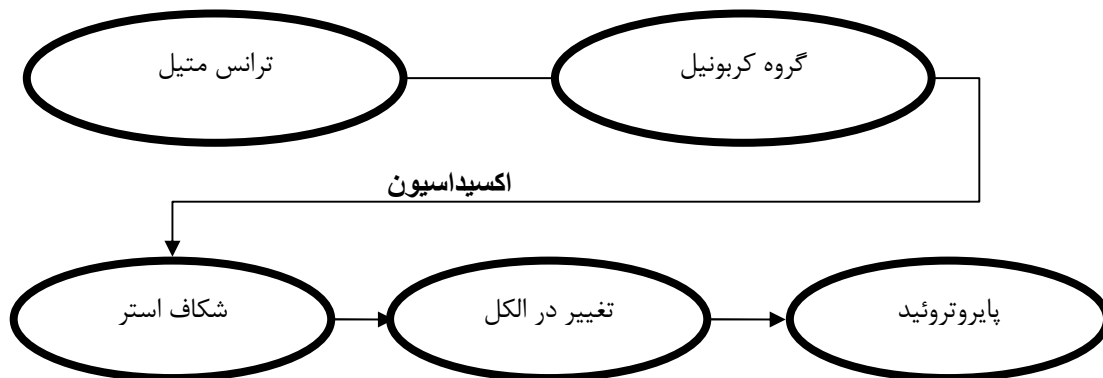 گروه کربونیل
ترانس متیل
اکسیداسیون
شکاف استر
تغییر در الکل
پایروتروئید